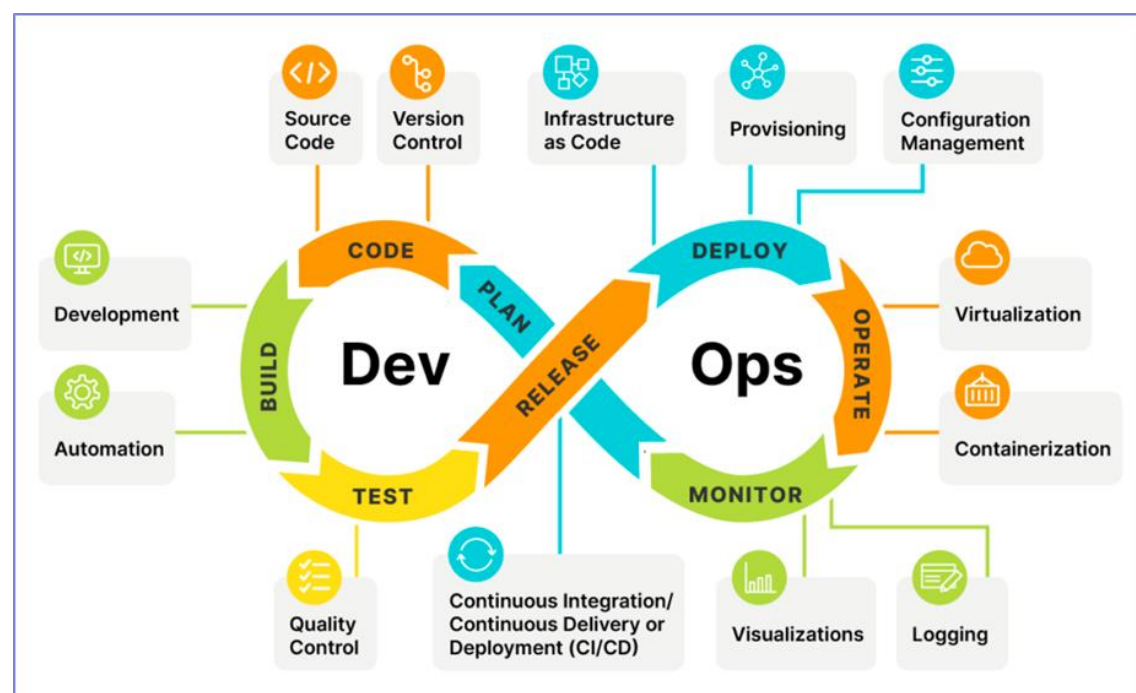 Source
Code
Version
Control
Infrastructure
as Code
Provisioning
Configuration
Management
CODE
PLAN
DEPLOY
Development
BUILD
Dev
RELEASE
Ops
OPERATE
Virtualization
Automation
Containerization
TEST
MONITOR
Quality
Control
Continuous Integration/
Continuous Delivery or
Deployment (CI/CD)
Visualizations
Logging